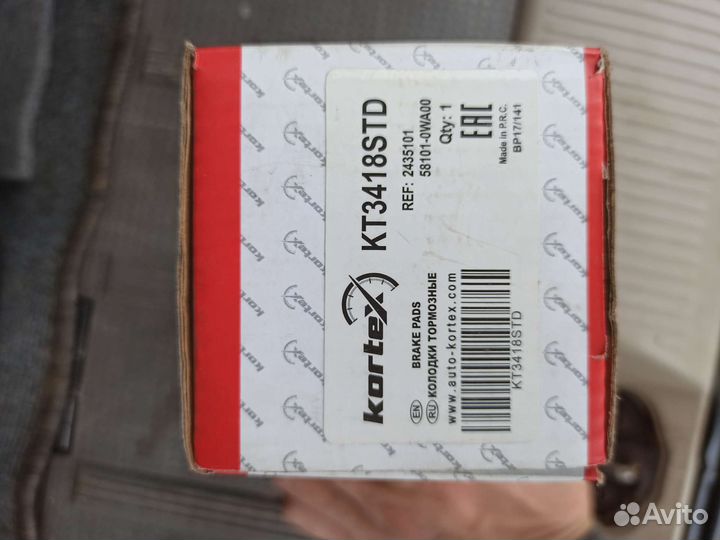 kortex
KT3418STD
REF: 2435101
58101-0WA00
Qty: 1
EAC
Made in P.R.C.
BP17/141
EN BRAKE PADS
RU КОЛОДКИ ТОРМОЗНЫЕ
www.auto-kortex.com
KT3418STD
Avito